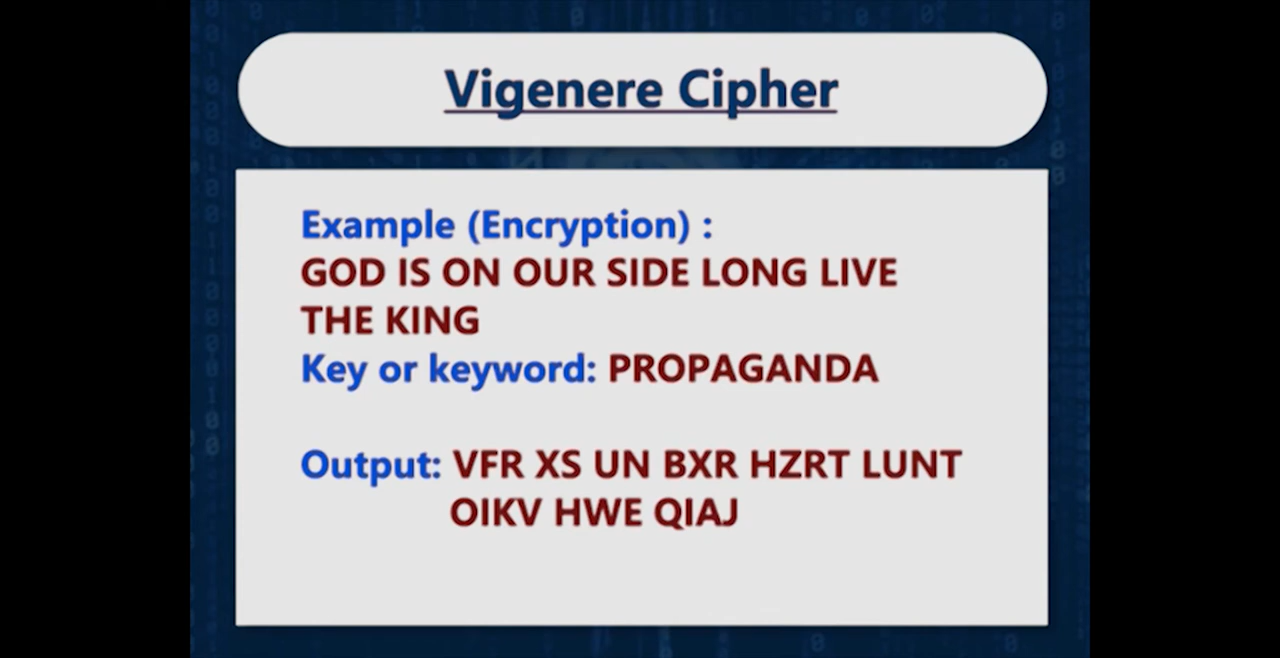 Vigenere Cipher
Example (Encryption) :
GOD IS ON OUR SIDE LONG LIVE
THE KING
Key or keyword: PROPAGANDA
Output: VFR XS UN BXR HZRT LUNT
OIKV HWE QIAJ